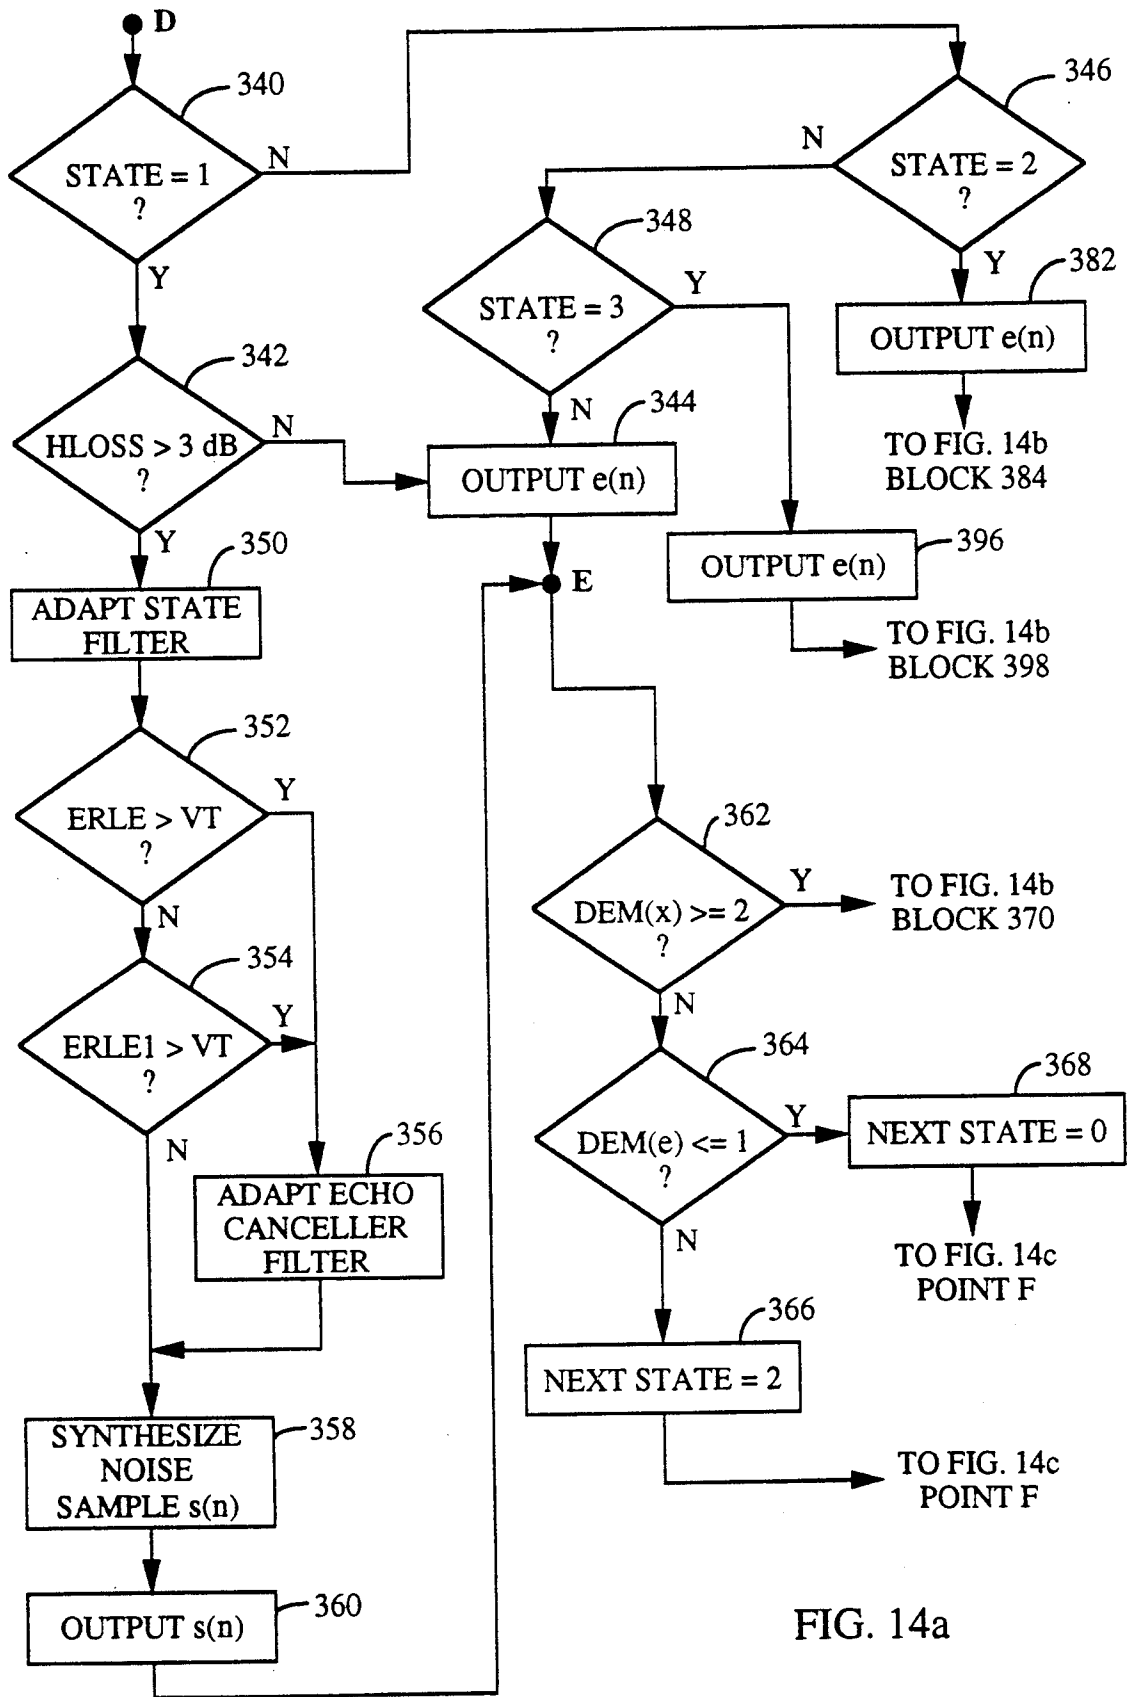 D
340
STATE = 1
?
N
Y
346
STATE = 2
?
N
Y
348
STATE = 3
?
Y
N
382
OUTPUT e(n)
TO FIG. 14b
BLOCK 384
342
HLOSS > 3 dB
?
N
Y
344
OUTPUT e(n)
396
OUTPUT e(n)
TO FIG. 14b
BLOCK 398
E
350
ADAPT STATE
FILTER
352
ERLE > VT
?
Y
N
354
ERLE1 > VT
?
Y
N
356
ADAPT ECHO
CANCELLER
FILTER
358
SYNTHESIZE
NOISE
SAMPLE s(n)
360
OUTPUT s(n)
362
DEM(x) >= 2
?
Y
N
TO FIG. 14b
BLOCK 370
364
DEM(e) <= 1
?
Y
N
368
NEXT STATE = 0
TO FIG. 14c
POINT F
366
NEXT STATE = 2
TO FIG. 14c
POINT F
FIG. 14a